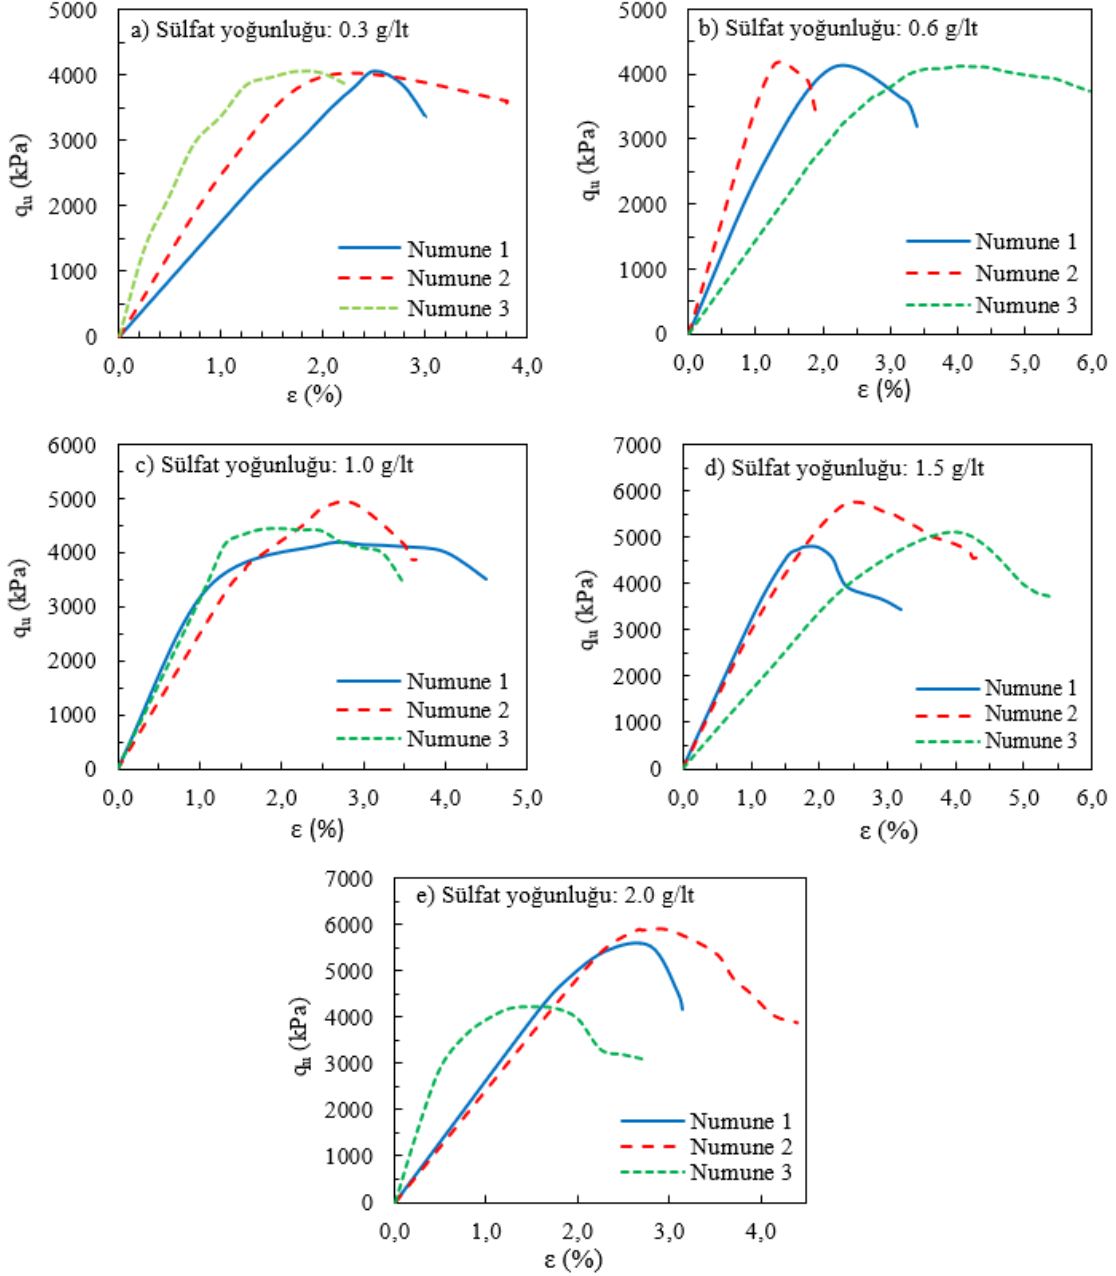 a) Sülfat yoğunluğu: 0.3 g/lt
5000
4000
3000
2000
1000
0
q_u (kPa)
Numune 1
Numune 2
Numune 3
0,0 1,0 2,0 3,0 4,0
ε (%)
b) Sülfat yoğunluğu: 0.6 g/lt
5000
4000
3000
2000
1000
0
q_u (kPa)
Numune 1
Numune 2
Numune 3
0,0 1,0 2,0 3,0 4,0 5,0 6,0
ε (%)
c) Sülfat yoğunluğu: 1.0 g/lt
6000
5000
4000
3000
2000
1000
0
q_u (kPa)
Numune 1
Numune 2
Numune 3
0,0 1,0 2,0 3,0 4,0 5,0
ε (%)
d) Sülfat yoğunluğu: 1.5 g/lt
7000
6000
5000
4000
3000
2000
1000
0
q_u (kPa)
Numune 1
Numune 2
Numune 3
0,0 1,0 2,0 3,0 4,0 5,0 6,0
ε (%)
e) Sülfat yoğunluğu: 2.0 g/lt
7000
6000
5000
4000
3000
2000
1000
0
q_u (kPa)
Numune 1
Numune 2
Numune 3
0,0 1,0 2,0 3,0 4,0
ε (%)